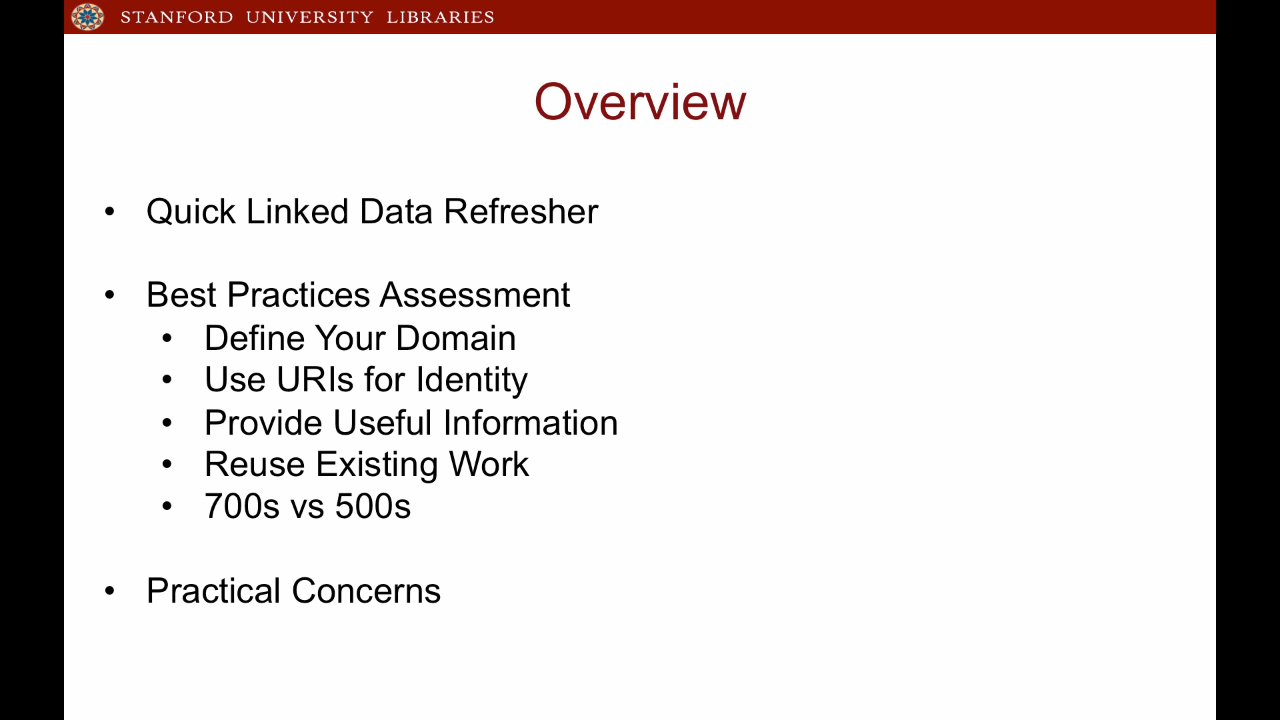 STANFORD UNIVERSITY LIBRARIES
Overview
• Quick Linked Data Refresher
• Best Practices Assessment
• Define Your Domain
• Use URIs for Identity
• Provide Useful Information
• Reuse Existing Work
• 700s vs 500s
• Practical Concerns